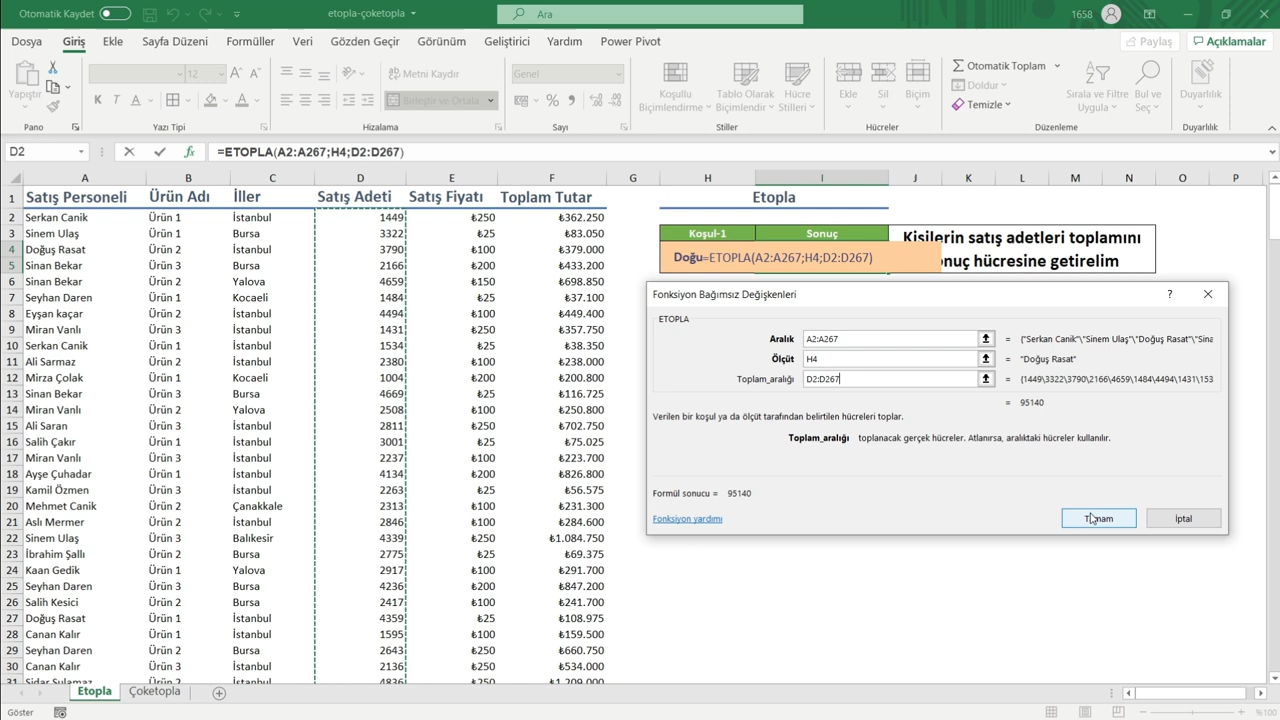 Otomatik Kaydet
etopla-çoketopla
Ara
1658
Dosya Giriş Ekle Sayfa Düzeni Formüller Veri Gözden Geçir Görünüm Geliştirici Yardım Power Pivot
Paylaş Açıklamalar
Yapıştır
12
K T A
Metni Kaydır
Birleştir ve Ortala
Genel
Koşullu Biçimlendirme
Tablo Olarak Biçimlendir
Hücre Stilleri
Ekle Sil Biçim
Otomatik Toplam
Doldur
Temizle
Sırala ve Filtre Uygula
Bul ve Seç
Duyarlılık
Pano Yazı Tipi Hizalama Sayı Stiller Hücreler Düzenleme Duyarlılık
D2 fx =ETOPLA(A2:A267;H4;D2:D267)
A B C D E F G H I J K L M N O P
1 Satış Personeli Ürün Adı İller Satış Adeti Satış Fiyatı Toplam Tutar Etopla
2 Serkan Canik Ürün 1 İstanbul 1449 ₺250 ₺362.250
3 Sinem Ulaş Ürün 1 Bursa 3322 ₺25 ₺83.050
4 Doğuş Rasat Ürün 2 İstanbul 3790 ₺100 ₺379.000
5 Sinan Bekar Ürün 3 Bursa 2166 ₺200 ₺433.200
6 Sinan Bekar Ürün 2 Yalova 4659 ₺150 ₺698.850
7 Seyhan Daren Ürün 1 Kocaeli 1484 ₺25 ₺37.100
8 Eyşan kaçar Ürün 2 İstanbul 4494 ₺100 ₺449.400
9 Miran Vanlı Ürün 3 İstanbul 1431 ₺250 ₺357.750
10 Serkan Canik Ürün 1 İstanbul 1534 ₺25 ₺38.350
11 Ali Sarmaz Ürün 2 İstanbul 2380 ₺100 ₺238.000
12 Mirza Çolak Ürün 1 Kocaeli 1004 ₺200 ₺200.800
13 Sinan Bekar Ürün 3 Bursa 4669 ₺25 ₺116.725
14 Miran Vanlı Ürün 2 Yalova 2508 ₺100 ₺250.800
15 Ali Saran Ürün 2 İstanbul 2811 ₺250 ₺702.750
16 Salih Çakır Ürün 1 İstanbul 3001 ₺25 ₺75.025
17 Miran Vanlı Ürün 3 İstanbul 2237 ₺100 ₺223.700
18 Ayşe Çuhadar Ürün 1 İstanbul 4134 ₺200 ₺826.800
19 Kamil Özmen Ürün 3 İstanbul 2263 ₺25 ₺56.575
20 Mehmet Canik Ürün 2 Çanakkale 2313 ₺100 ₺231.300
21 Aslı Mermer Ürün 2 İstanbul 2846 ₺100 ₺284.600
22 Sinem Ulaş Ürün 3 Balıkesir 4339 ₺250 ₺1.084.750
23 İbrahim Şallı Ürün 2 Bursa 2775 ₺25 ₺69.375
24 Kaan Gedik Ürün 1 Yalova 2917 ₺100 ₺291.700
25 Seyhan Daren Ürün 3 Bursa 4236 ₺200 ₺847.200
26 Salih Kesici Ürün 2 Bursa 2417 ₺100 ₺241.700
27 Doğuş Rasat Ürün 1 İstanbul 4359 ₺25 ₺108.975
28 Canan Kalır Ürün 1 İstanbul 1595 ₺100 ₺159.500
29 Seyhan Daren Ürün 2 Bursa 2643 ₺250 ₺660.750
30 Canan Kalır Ürün 3 İstanbul 2136 ₺250 ₺534.000
31 Sidar Sulamaz Ürün 2 İstanbul 4836 ₺250 ₺1.209.000
Koşul-1 Sonuç
Doğu=ETOPLA(A2:A267;H4;D2:D267)
Kişilerin satış adetleri toplamını
onuç hücresine getirelim
Fonksiyon Bağımsız Değişkenleri ?
ETOPLA
Aralık A2:A267 = {"Serkan Canik"\"Sinem Ulaş"\"Doğuş Rasat"\"Sina
Ölçüt H4 = "Doğuş Rasat"
Toplam_aralığı D2:D267 = {1449\3322\3790\2166\4659\1484\4494\1431\153
= 95140
Verilen bir koşul ya da ölçüt tarafından belirtilen hücreleri toplar.
Toplam_aralığı toplanacak gerçek hücreler. Atlanırsa, aralıktaki hücreler kullanılır.
Formül sonucu = 95140
Fonksiyon yardımı
Tamam İptal
Etopla Çoketopla
Göster
%100